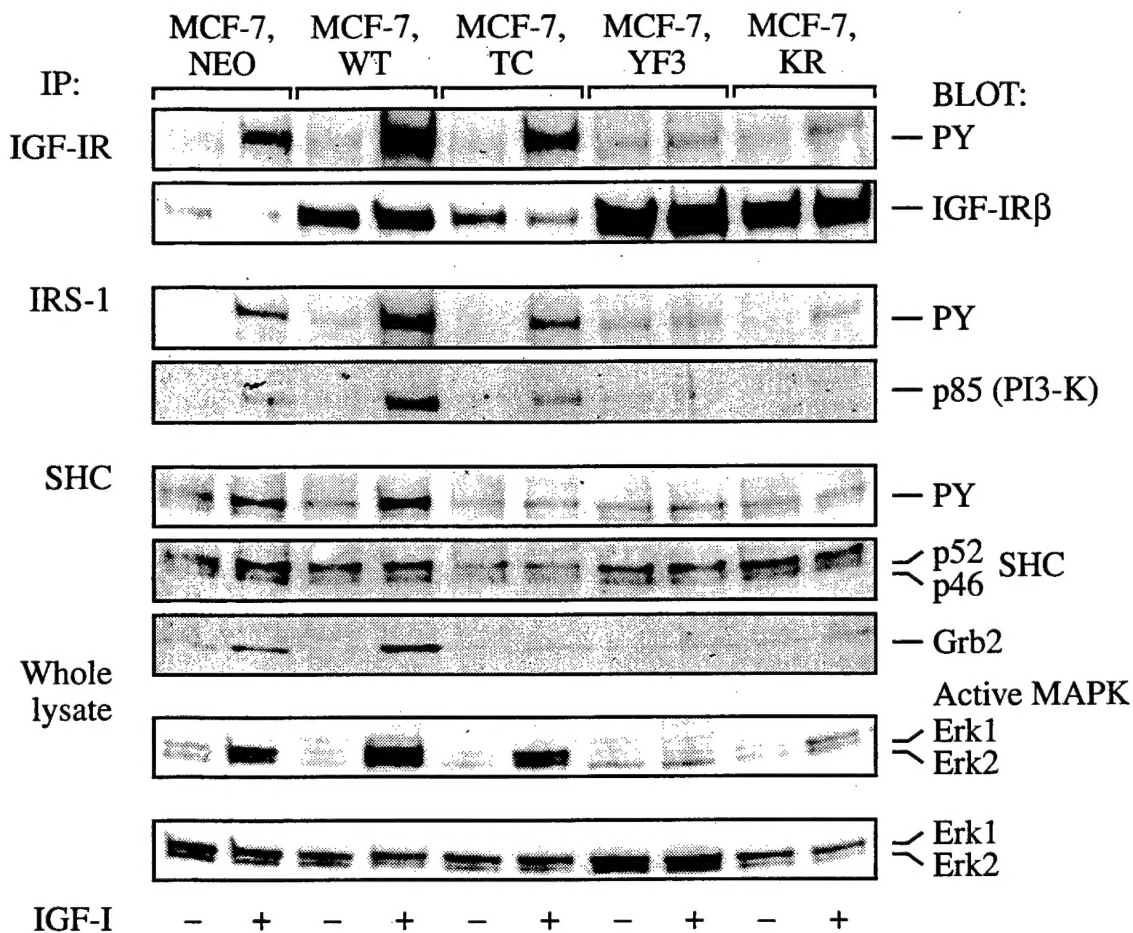 MCF-7, MCF-7, MCF-7, MCF-7, MCF-7,
NEO WT TC YF3 KR
IP: BLOT:
IGF-IR PY
IGF-IRβ
IRS-1 PY
p85 (PI3-K)
SHC PY
p52 SHC
p46
Grb2
Whole lysate Active MAPK
Erk1
Erk2
Erk1
Erk2
IGF-I – + – + – + – + – +